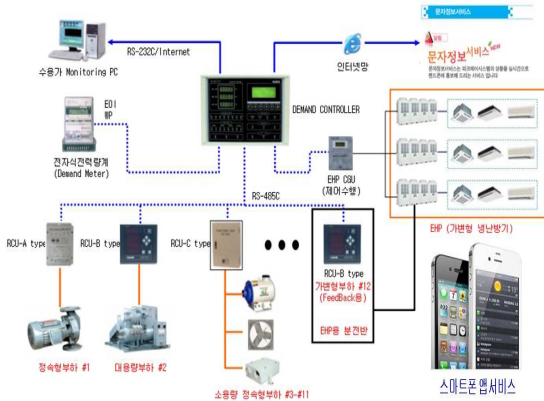 문자정보서비스
알림
문자정보서비스 NEW
RS-232C/Internet
수용가 Monitoring PC
인터넷망
DEMAND CONTROLLER
EOI
WP
전자식전력량계
(Demand Meter)
EHP CGU
(제어수행)
RS-485C
EHP (가변형 냉난방기)
RCU-A type
RCU-B type
RCU-C type
RCU-B type
가변형부하 #12
(FeedBack용)
EHP용 분전반
정속형부하 #1
대용량부하 #2
소용량 정속형부하 #3-#11
스마트폰 앱서비스